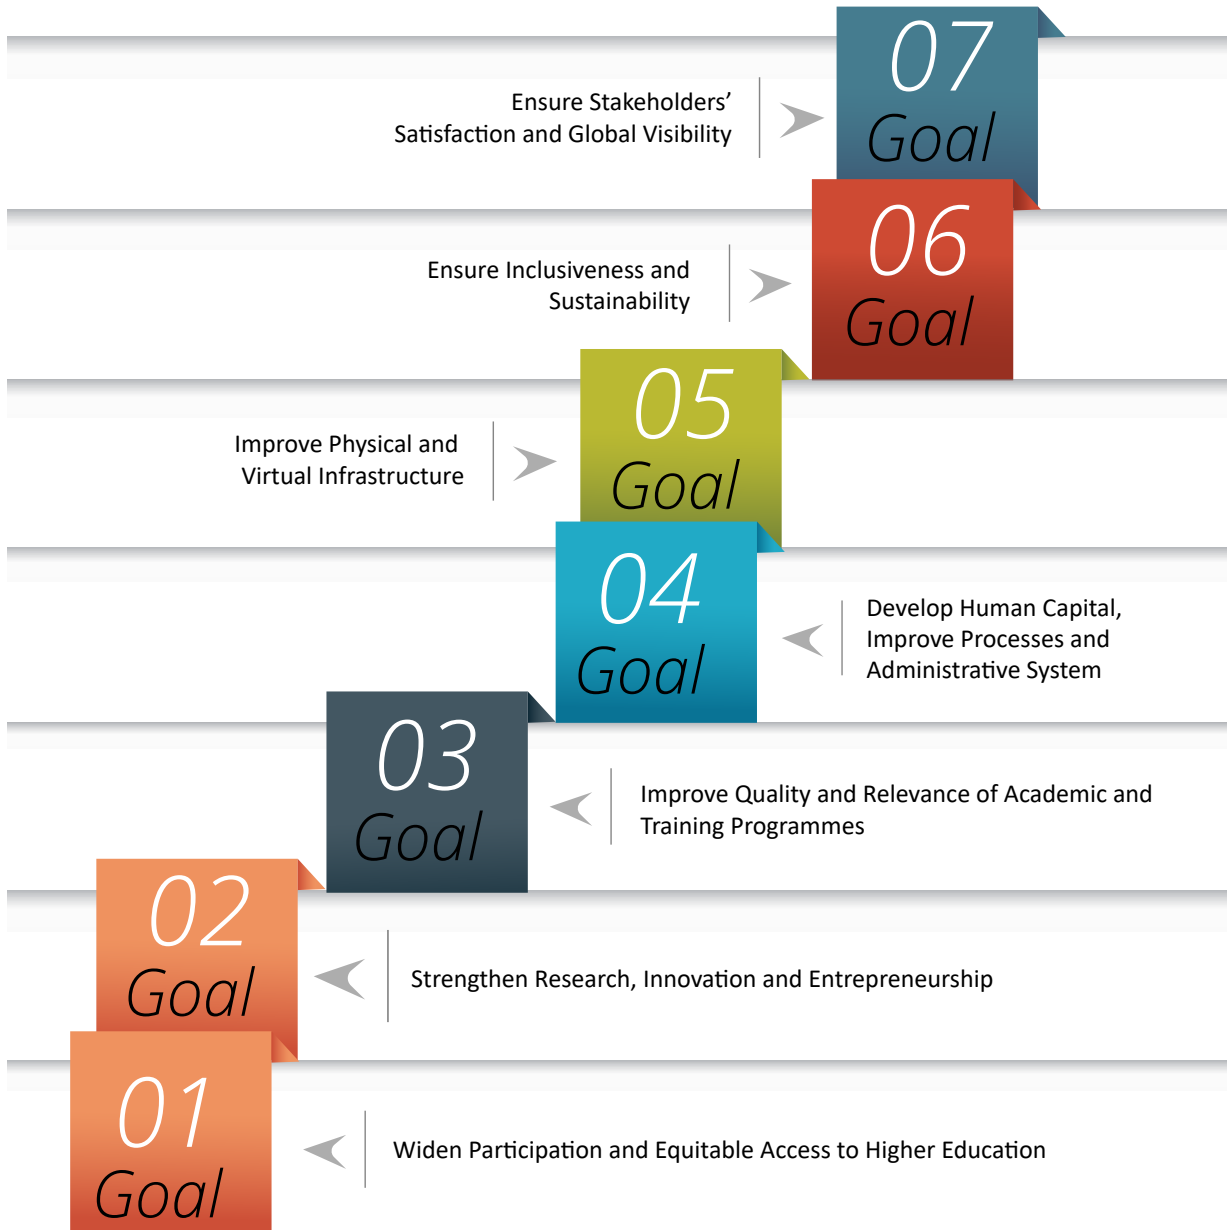 07
Goal
Ensure Stakeholders’
Satisfaction and Global Visibility
06
Goal
Ensure Inclusiveness and
Sustainability
05
Goal
Improve Physical and
Virtual Infrastructure
04
Goal
Develop Human Capital,
Improve Processes and
Administrative System
03
Goal
Improve Quality and Relevance of Academic and
Training Programmes
02
Goal
Strengthen Research, Innovation and Entrepreneurship
01
Goal
Widen Participation and Equitable Access to Higher Education